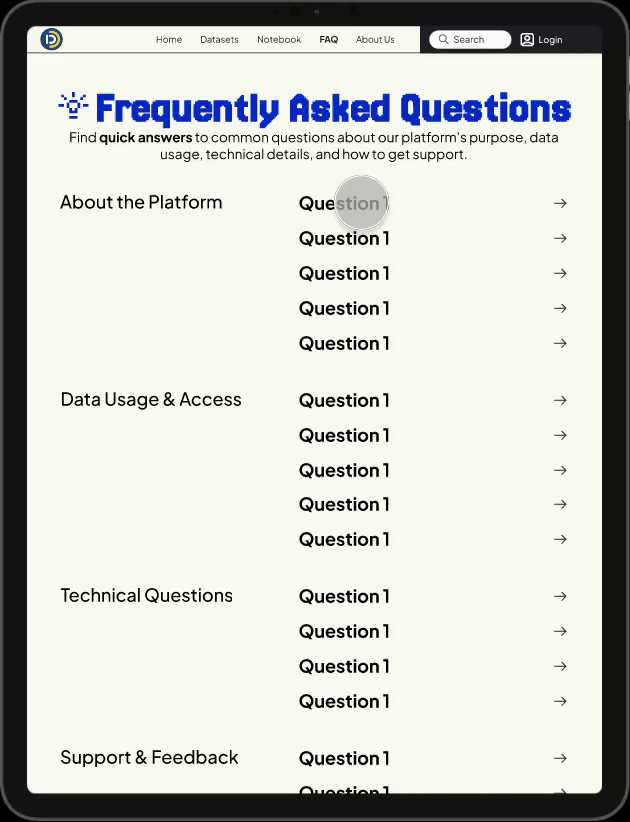 Home Datasets Notebook FAQ About Us Search Login
Frequently Asked Questions
Find quick answers to common questions about our platform's purpose, data
usage, technical details, and how to get support.
About the Platform
Question 1
Question 1
Question 1
Question 1
Question 1
Data Usage & Access
Question 1
Question 1
Question 1
Question 1
Question 1
Technical Questions
Question 1
Question 1
Question 1
Question 1
Support & Feedback
Question 1
Question 1